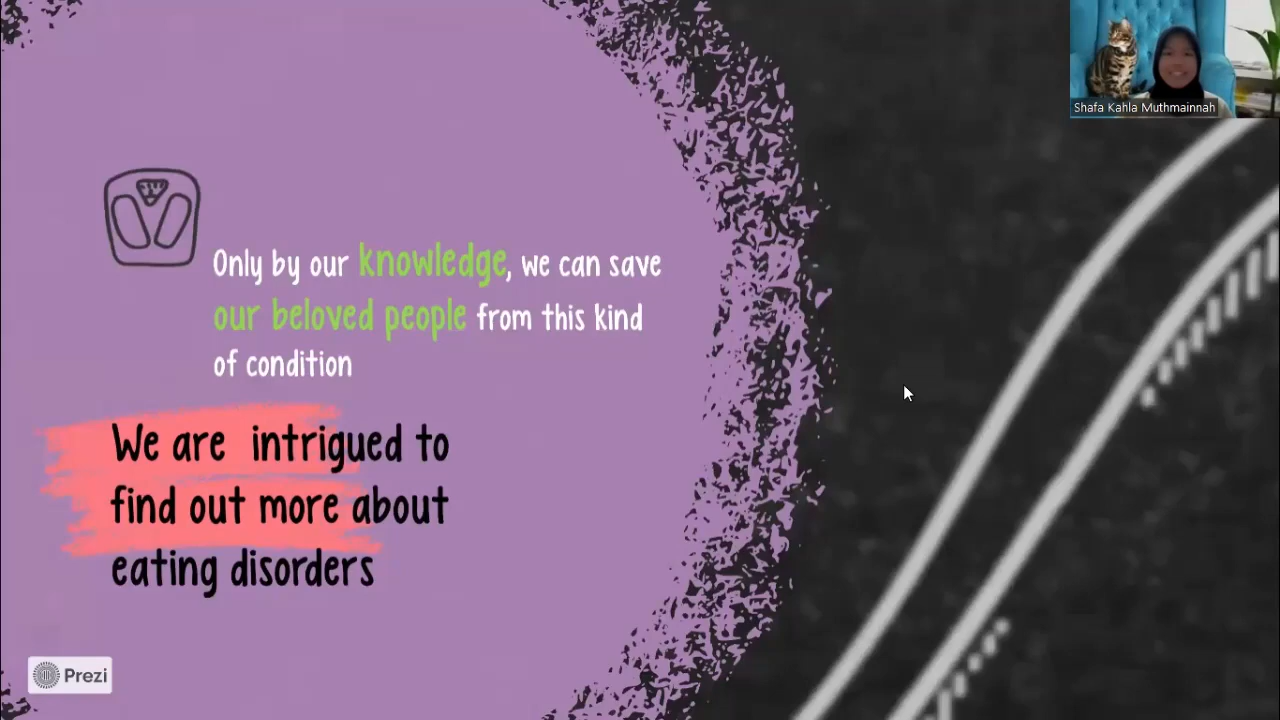 Shafa Kahla Muthmainnah
Only by our knowledge, we can save
our beloved people from this kind
of condition
We are intrigued to
find out more about
eating disorders
Prezi